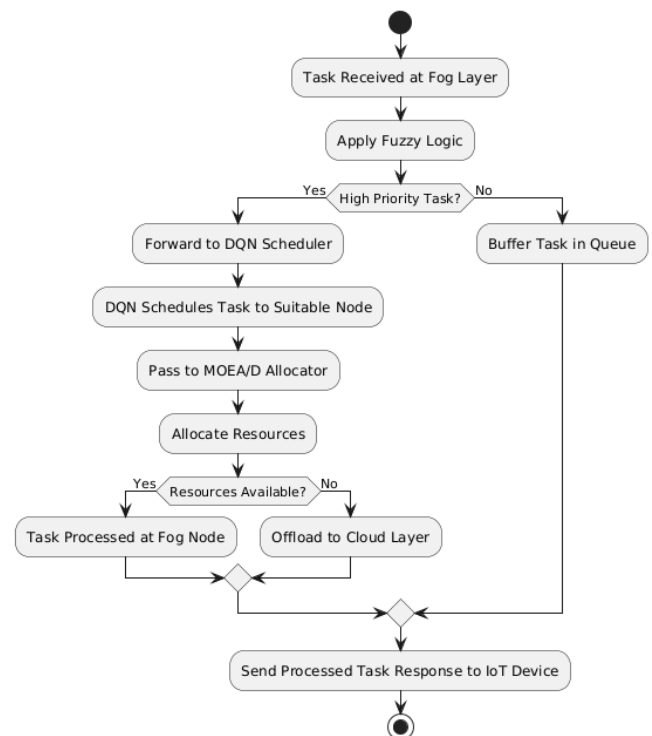 Task Received at Fog Layer
Apply Fuzzy Logic
Yes
High Priority Task?
No
Forward to DQN Scheduler
Buffer Task in Queue
DQN Schedules Task to Suitable Node
Pass to MOEA/D Allocator
Allocate Resources
Yes
Resources Available?
No
Task Processed at Fog Node
Offload to Cloud Layer
Send Processed Task Response to IoT Device